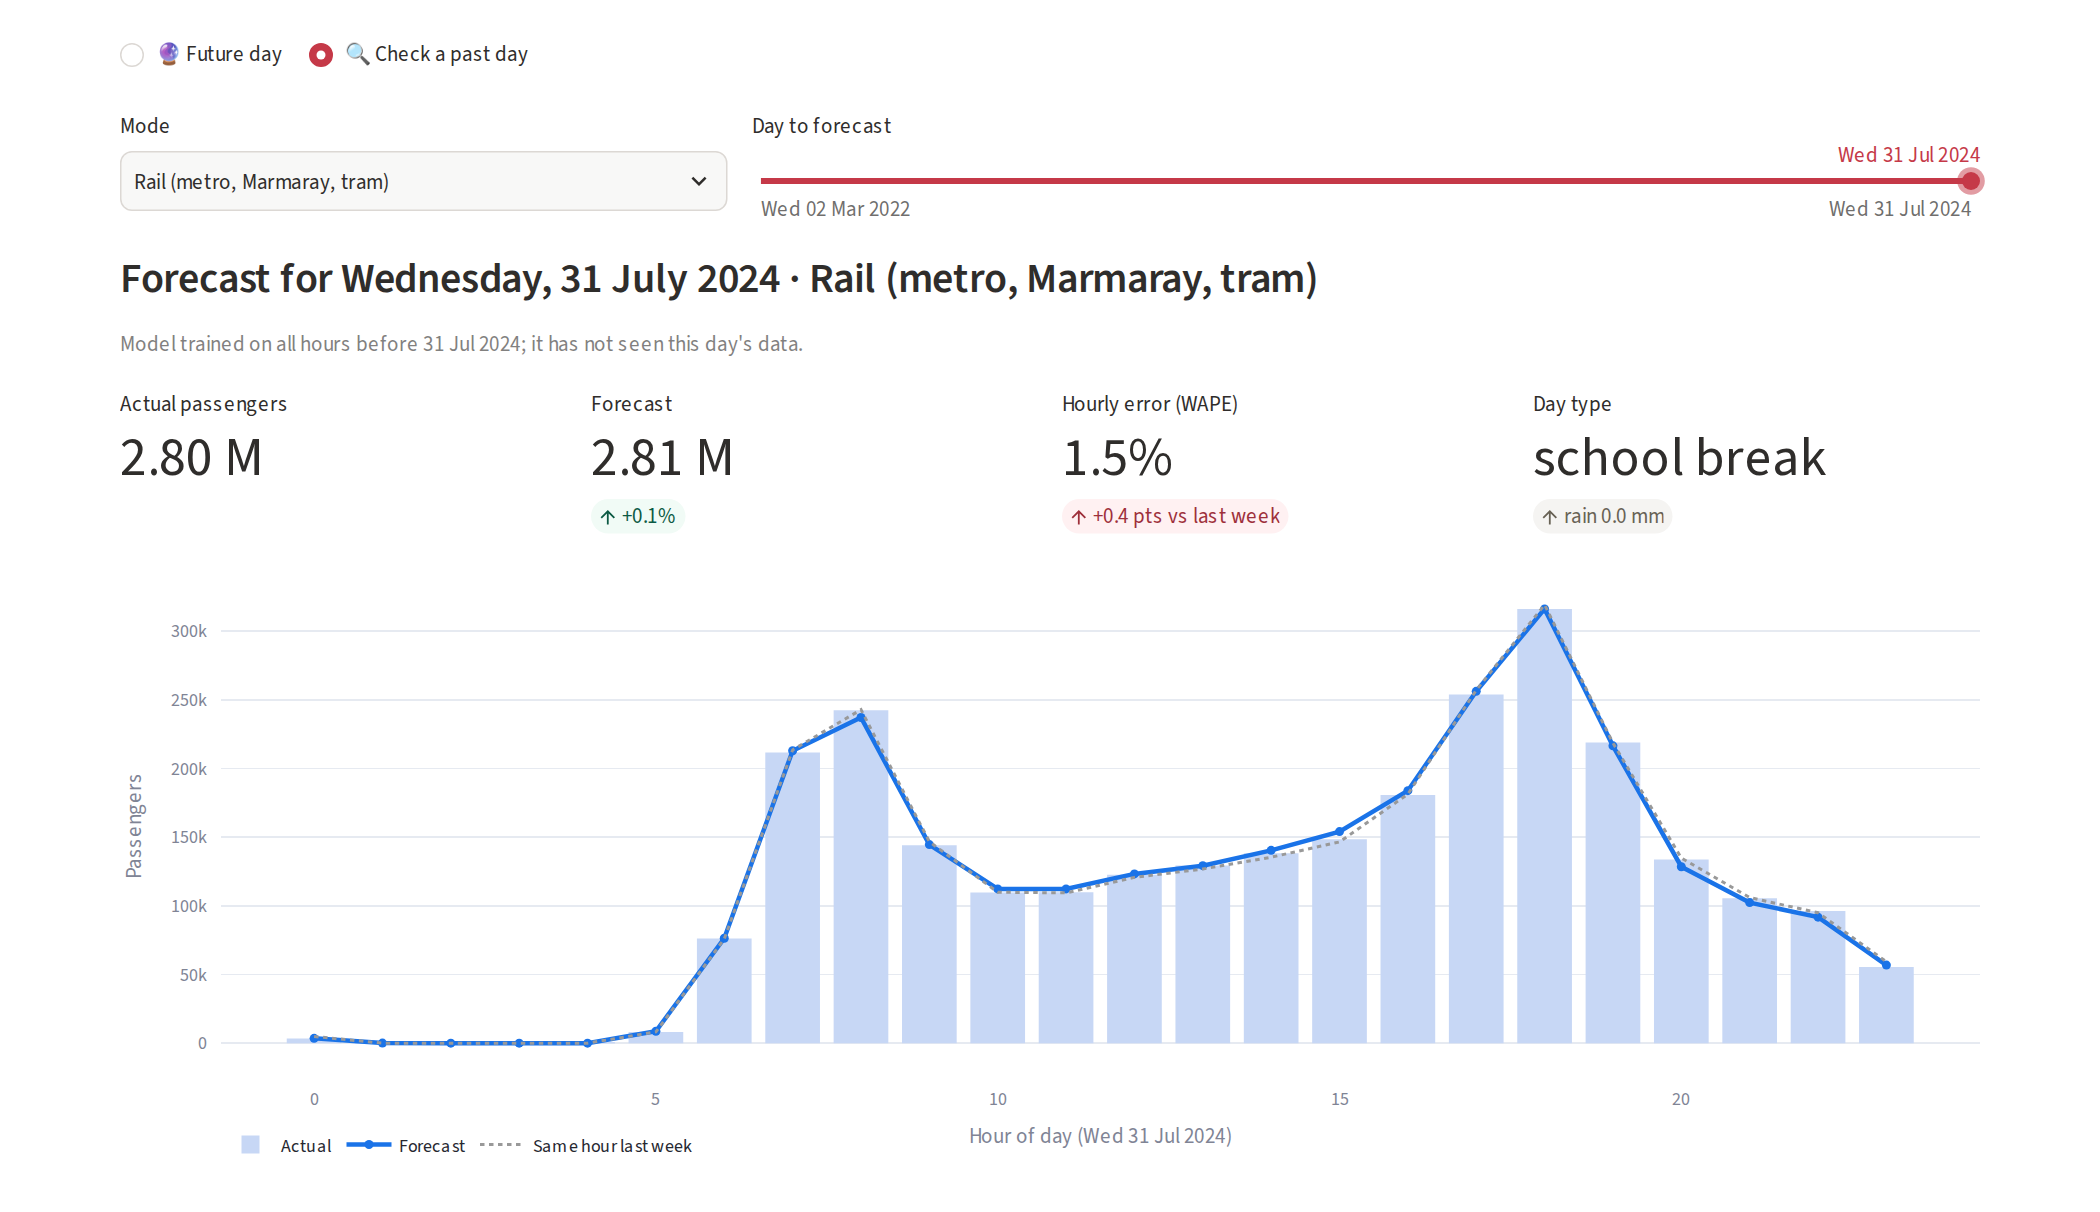 🔮 Future day 🔍 Check a past day
Mode
Day to forecast
Wed 31 Jul 2024
Rail (metro, Marmaray, tram)
Wed 02 Mar 2022 Wed 31 Jul 2024
Forecast for Wednesday, 31 July 2024 · Rail (metro, Marmaray, tram)
Model trained on all hours before 31 Jul 2024; it has not seen this day's data.
Actual passengers
2.80 M
Forecast
2.81 M
↑ +0.1%
Hourly error (WAPE)
1.5%
↑ +0.4 pts vs last week
Day type
school break
↑ rain 0.0 mm
Passengers
300k
250k
200k
150k
100k
50k
0
0 5 10 15 20
Hour of day (Wed 31 Jul 2024)
Actual Forecast Same hour last week